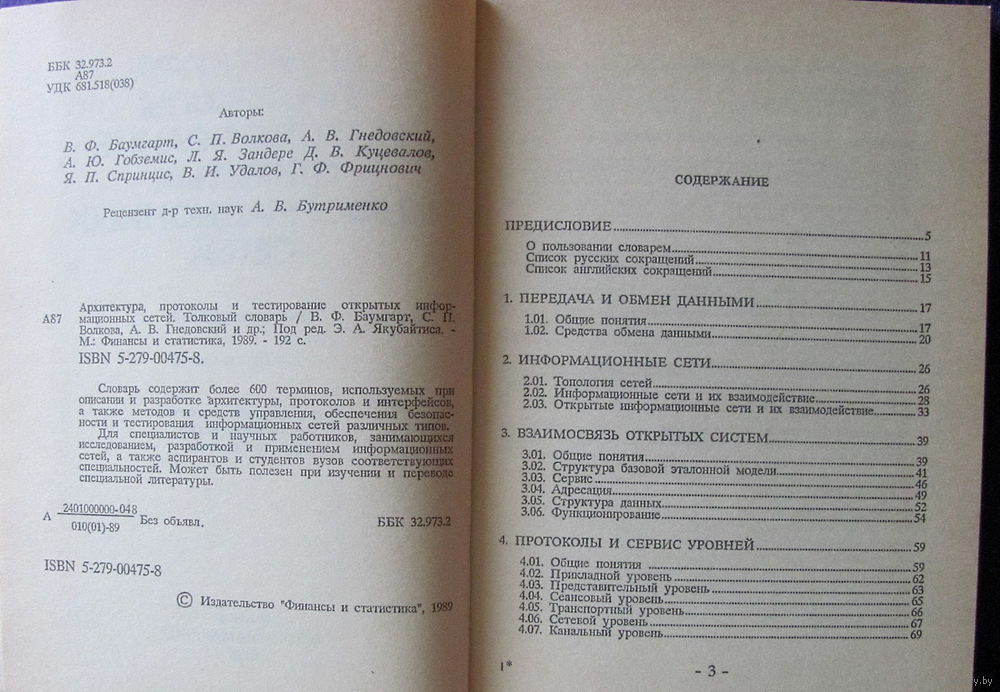 ББК 32.973.2
А87
УДК 681.518(038)
Авторы:
В. Ф. Баумгарт, С. П. Волкова, А. В. Гнедовский,
А. Ю. Гобземис, Л. Я. Зандере Д. В. Куцевалов,
Я. П. Спринцис, В. И. Удалов, Г. Ф. Фрицнович
Рецензент д-р техн. наук А. В. Бутрименко
Архитектура, протоколы и тестирование открытых инфор-
А87 мационных сетей. Толковый словарь / В. Ф. Баумгарт, С. П.
Волкова, А. В. Гнедовский и др.; Под ред. Э. А. Якубайтиса. -
М.: Финансы и статистика, 1989. - 192 с.
ISBN 5-279-00475-8.
Словарь содержит более 600 терминов, используемых при
описании и разработке архитектуры, протоколов и интерфейсов,
а также методов и средств управления, обеспечения безопас-
ности и тестирования информационных сетей различных типов.
Для специалистов и научных работников, занимающихся
исследованием, разработкой и применением информационных
сетей, а также аспирантов и студентов вузов соответствующих
специальностей. Может быть полезен при изучении и переводе
специальной литературы.
А 2401000000-048
010(01)-89 Без объявл. ББК 32.973.2
ISBN 5-279-00475-8
© Издательство "Финансы и статистика", 1989
СОДЕРЖАНИЕ
ПРЕДИСЛОВИЕ 5
О пользовании словарем 11
Список русских сокращений 13
Список английских сокращений 15
1. ПЕРЕДАЧА И ОБМЕН ДАННЫМИ 17
1.01. Общие понятия 17
1.02. Средства обмена данными 20
2. ИНФОРМАЦИОННЫЕ СЕТИ 26
2.01. Топология сетей 26
2.02. Информационные сети и их взаимодействие 28
2.03. Открытые информационные сети и их взаимодействие 33
3. ВЗАИМОСВЯЗЬ ОТКРЫТЫХ СИСТЕМ 39
3.01. Общие понятия 39
3.02. Структура базовой эталонной модели 41
3.03. Сервис 46
3.04. Адресация 49
3.05. Структура данных 52
3.06. Функционирование 54
4. ПРОТОКОЛЫ И СЕРВИС УРОВНЕЙ 59
4.01. Общие понятия 59
4.02. Прикладной уровень 62
4.03. Представительный уровень 63
4.04. Сеансовый уровень 65
4.05. Транспортный уровень 66
4.06. Сетевой уровень 67
4.07. Канальный уровень 69
1*
- 3 -